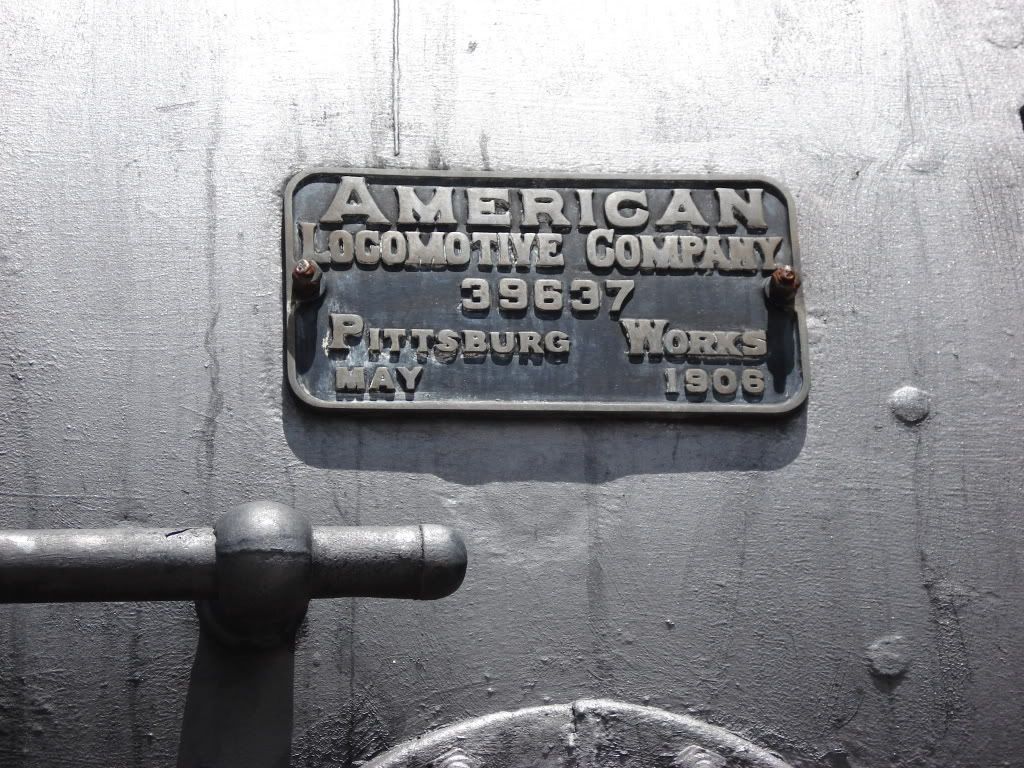 AMERICAN
LOCOMOTIVE COMPANY
39637
PITTSBURG WORKS
MAY 1906